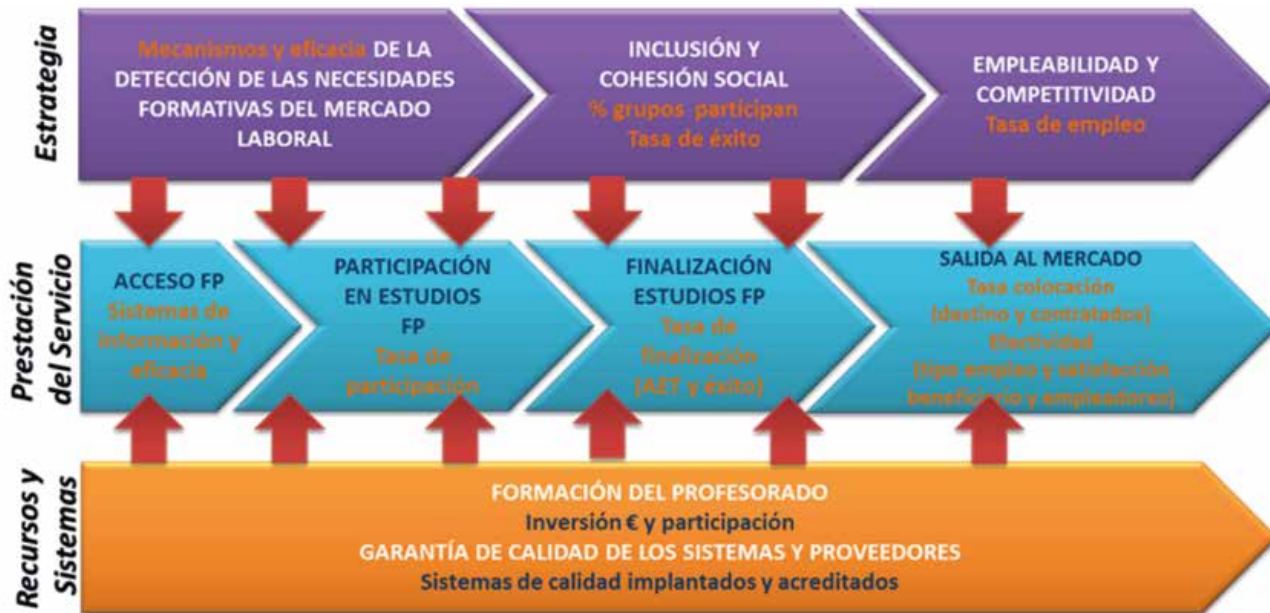 Estrategia
Mecanismos y eficacia DE LA
DETECCIÓN DE LAS NECESIDADES
FORMATIVAS DEL MERCADO
LABORAL
INCLUSIÓN Y
COHESIÓN SOCIAL
% grupos participan
Tasa de éxito
EMPLEABILIDAD Y
COMPETITIVIDAD
Tasa de empleo
Prestación
del Servicio
ACCESO FP
Sistemas de
información y
eficacia
PARTICIPACIÓN
EN ESTUDIOS
FP
Tasa de
participación
FINALIZACIÓN
ESTUDIOS FP
Tasa de
finalización
(AET y éxito)
SALIDA AL MERCADO
Tasa colocación
(destino y contratados)
Efectividad
(tipo empleo y satisfacción
beneficiario y empleadores)
Recursos y
Sistemas
FORMACIÓN DEL PROFESORADO
Inversión € y participación
GARANTÍA DE CALIDAD DE LOS SISTEMAS Y PROVEEDORES
Sistemas de calidad implantados y acreditados